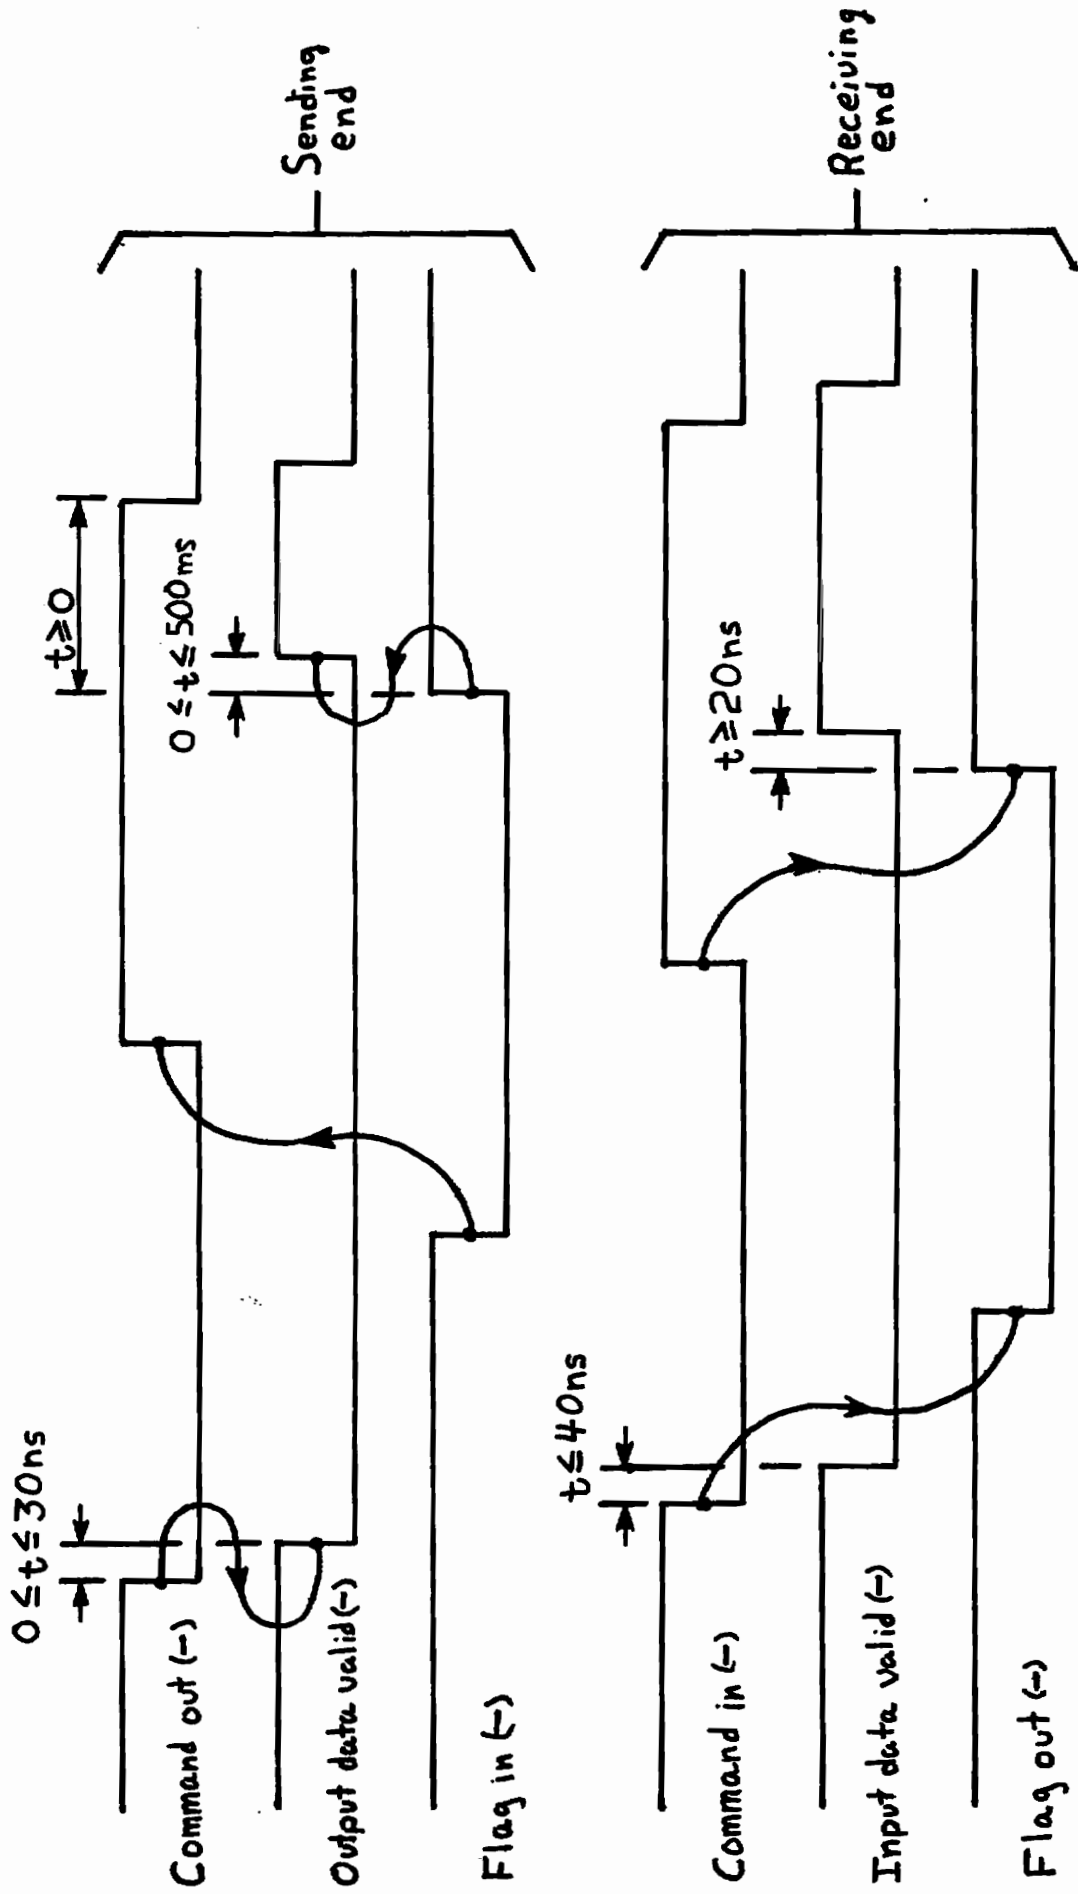 0 ≤ t ≤ 30ns
t ≥ 0
0 ≤ t ≤ 500ms
Command out (-)
Output data valid (-)
Flag in (-)
Sending
end
t ≤ 40ns
t ≥ 20ns
Command in (-)
Input data valid (-)
Flag out (-)
Receiving
end